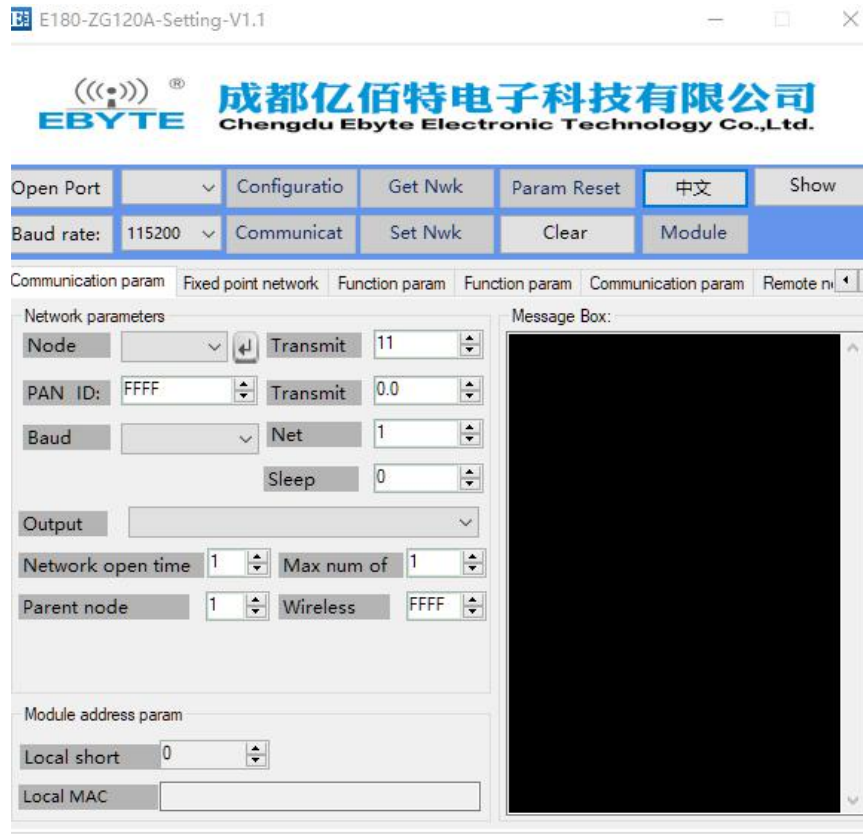 E180-ZG120A-Setting-V1.1
(((•))) ®
EBYTE
成都亿佰特电子科技有限公司
Chengdu Ebyte Electronic Technology Co.,Ltd.
Open Port Configuratio Get Nwk Param Reset 中文 Show
Baud rate: 115200 Communicat Set Nwk Clear Module
Communication param Fixed point network Function param Function param Communication param Remote n
Network parameters Message Box:
Node Transmit 11
PAN ID: FFFF Transmit 0.0
Baud Net 1
Sleep 0
Output
Network open time 1 Max num of 1
Parent node 1 Wireless FFFF
Module address param
Local short 0
Local MAC